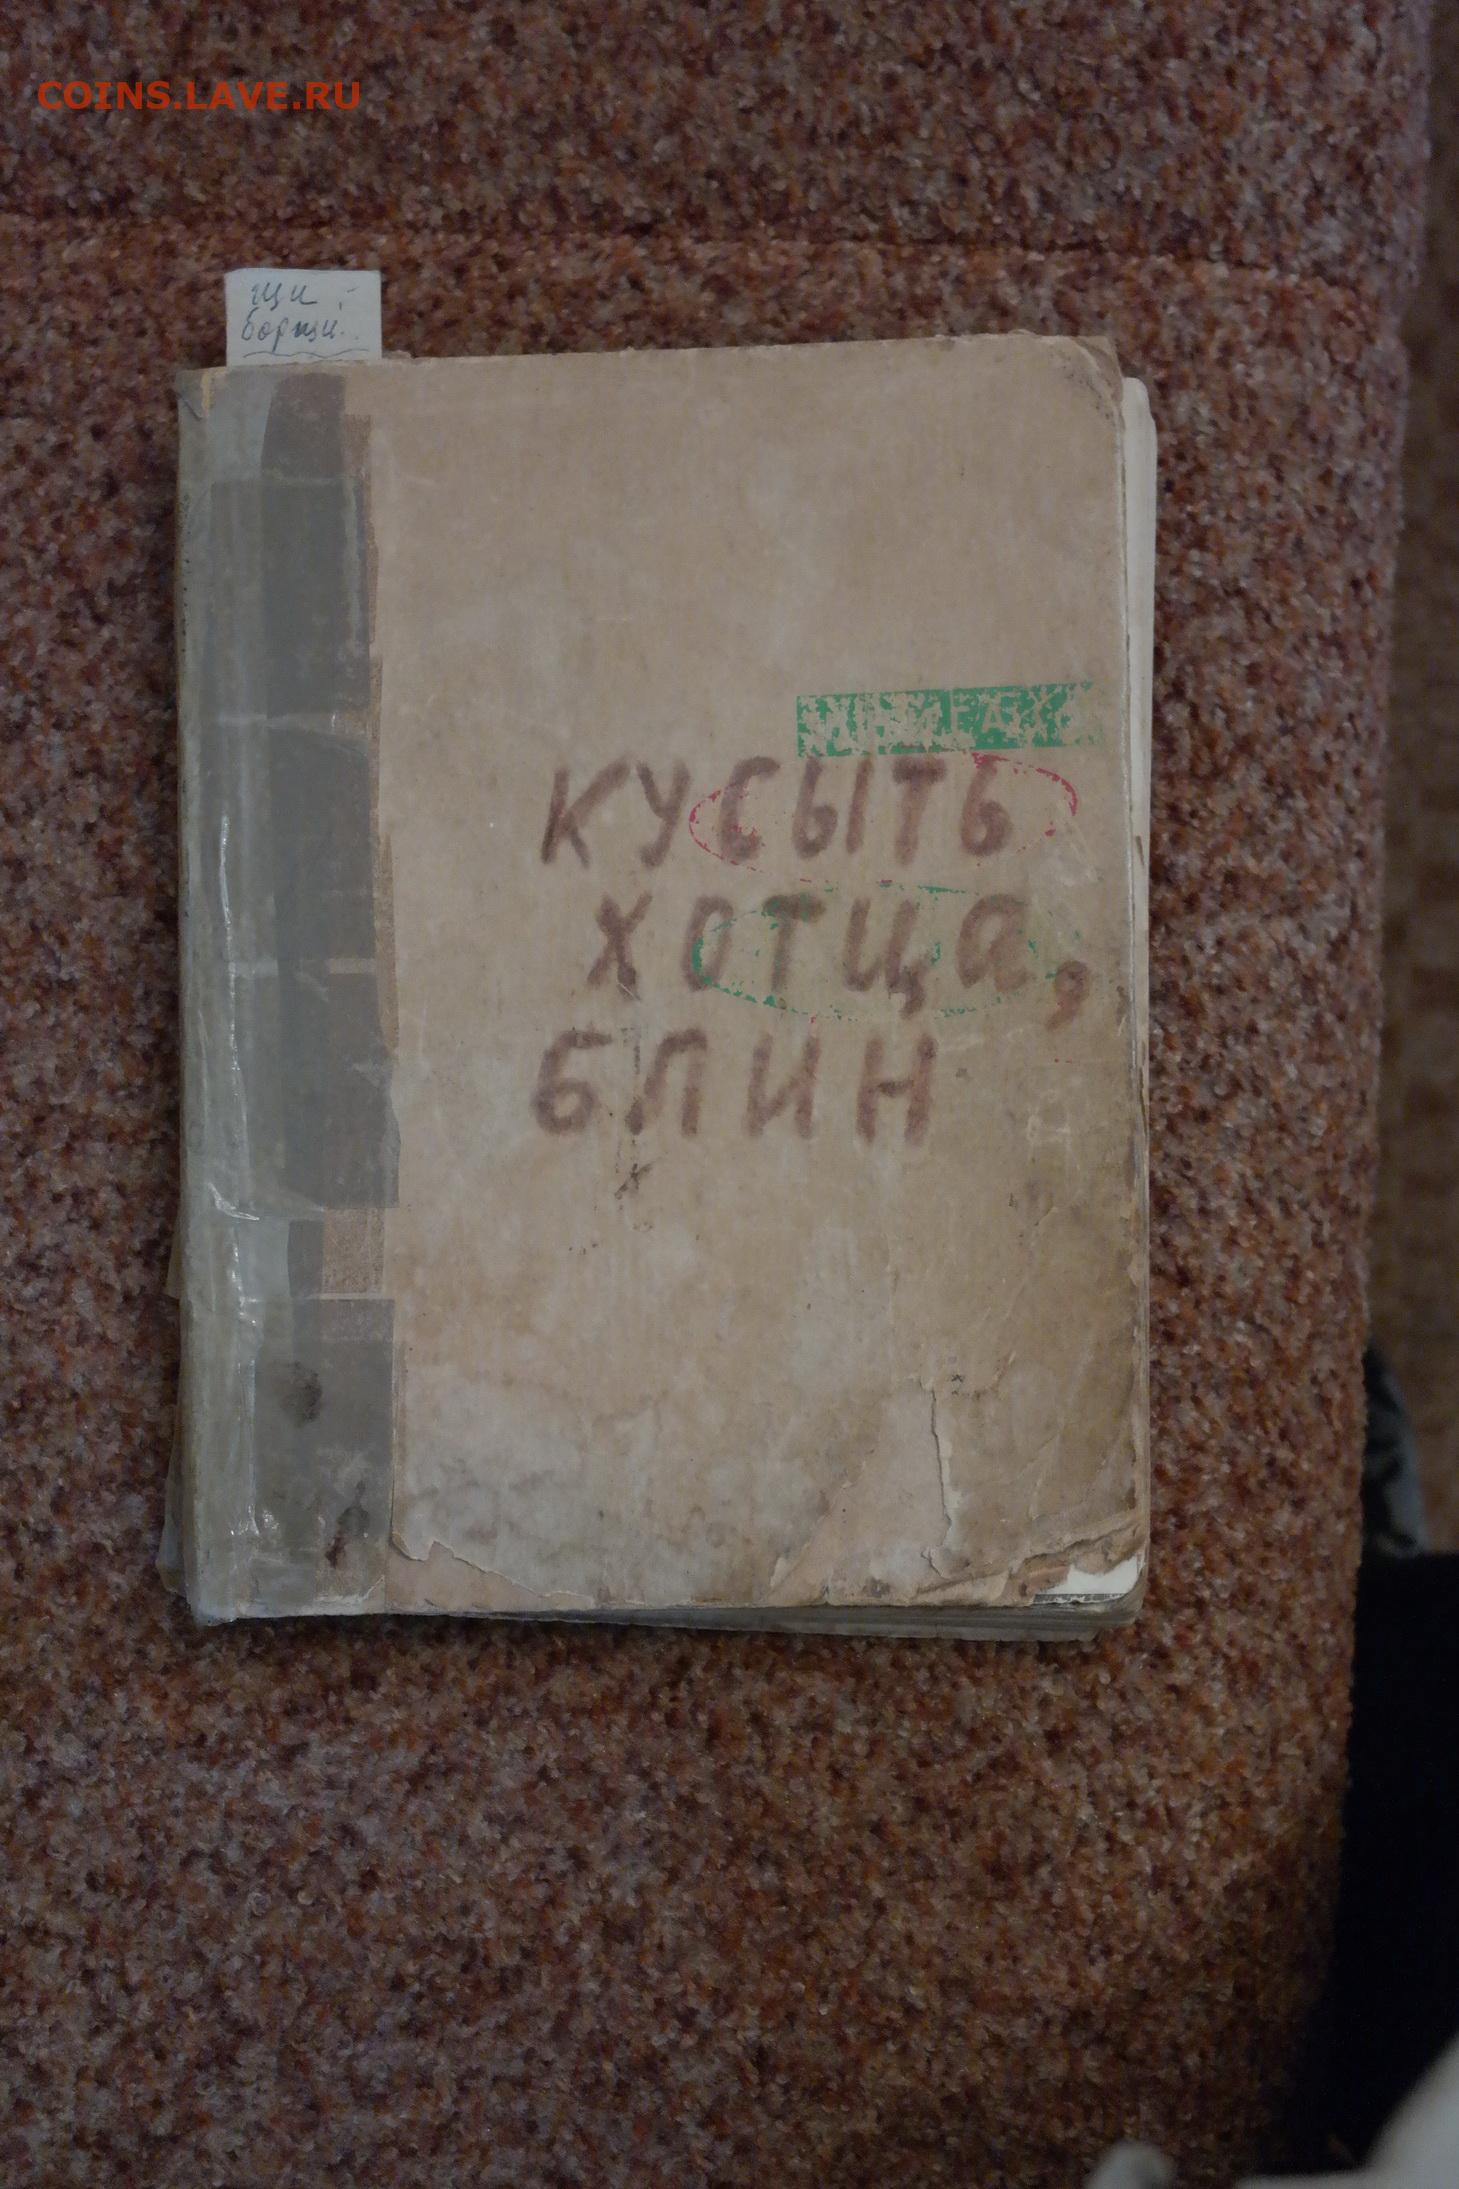 COINS.LAVE.RU
щи
борщи
КУСЫТЬ
ХОТЦа,
БЛИН